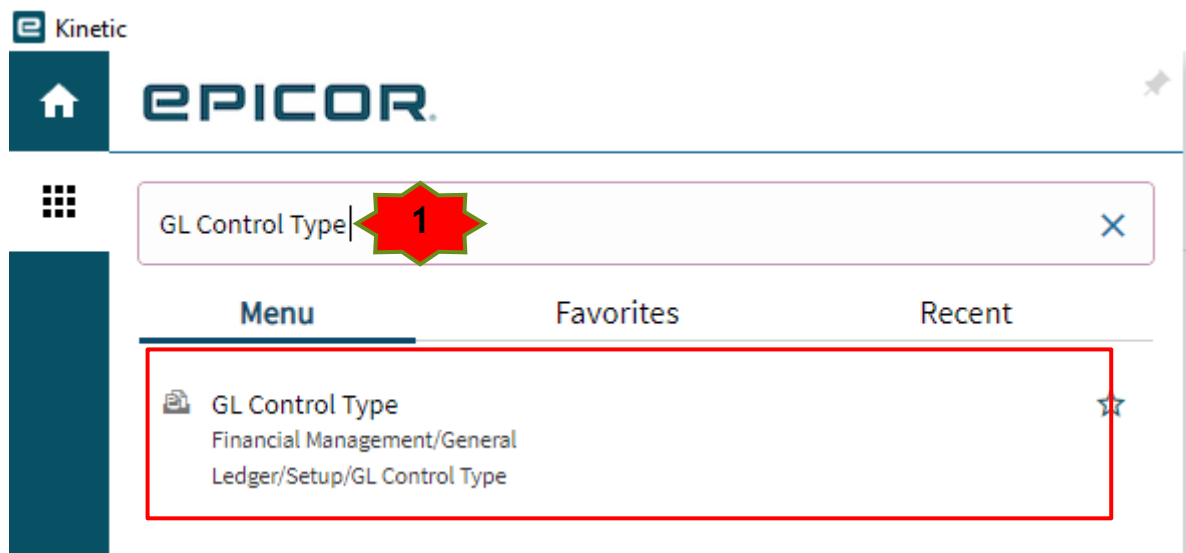 Kinetic
EPICOR.
GL Control Type
1
Menu Favorites Recent
GL Control Type
Financial Management/General
Ledger/Setup/GL Control Type